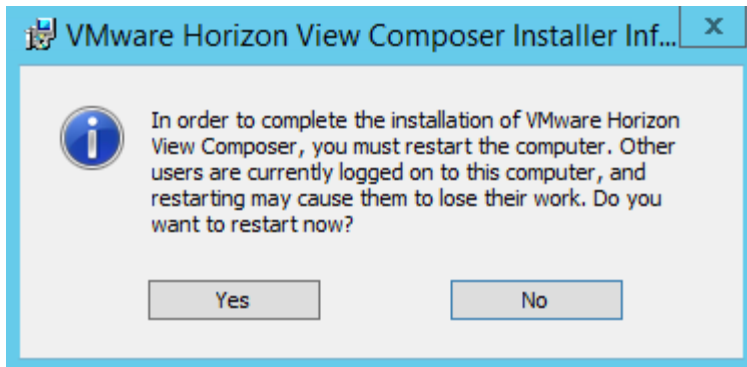 VMware Horizon View Composer Installer Inf...
x
In order to complete the installation of VMware Horizon
View Composer, you must restart the computer. Other
users are currently logged on to this computer, and
restarting may cause them to lose their work. Do you
want to restart now?
Yes
No